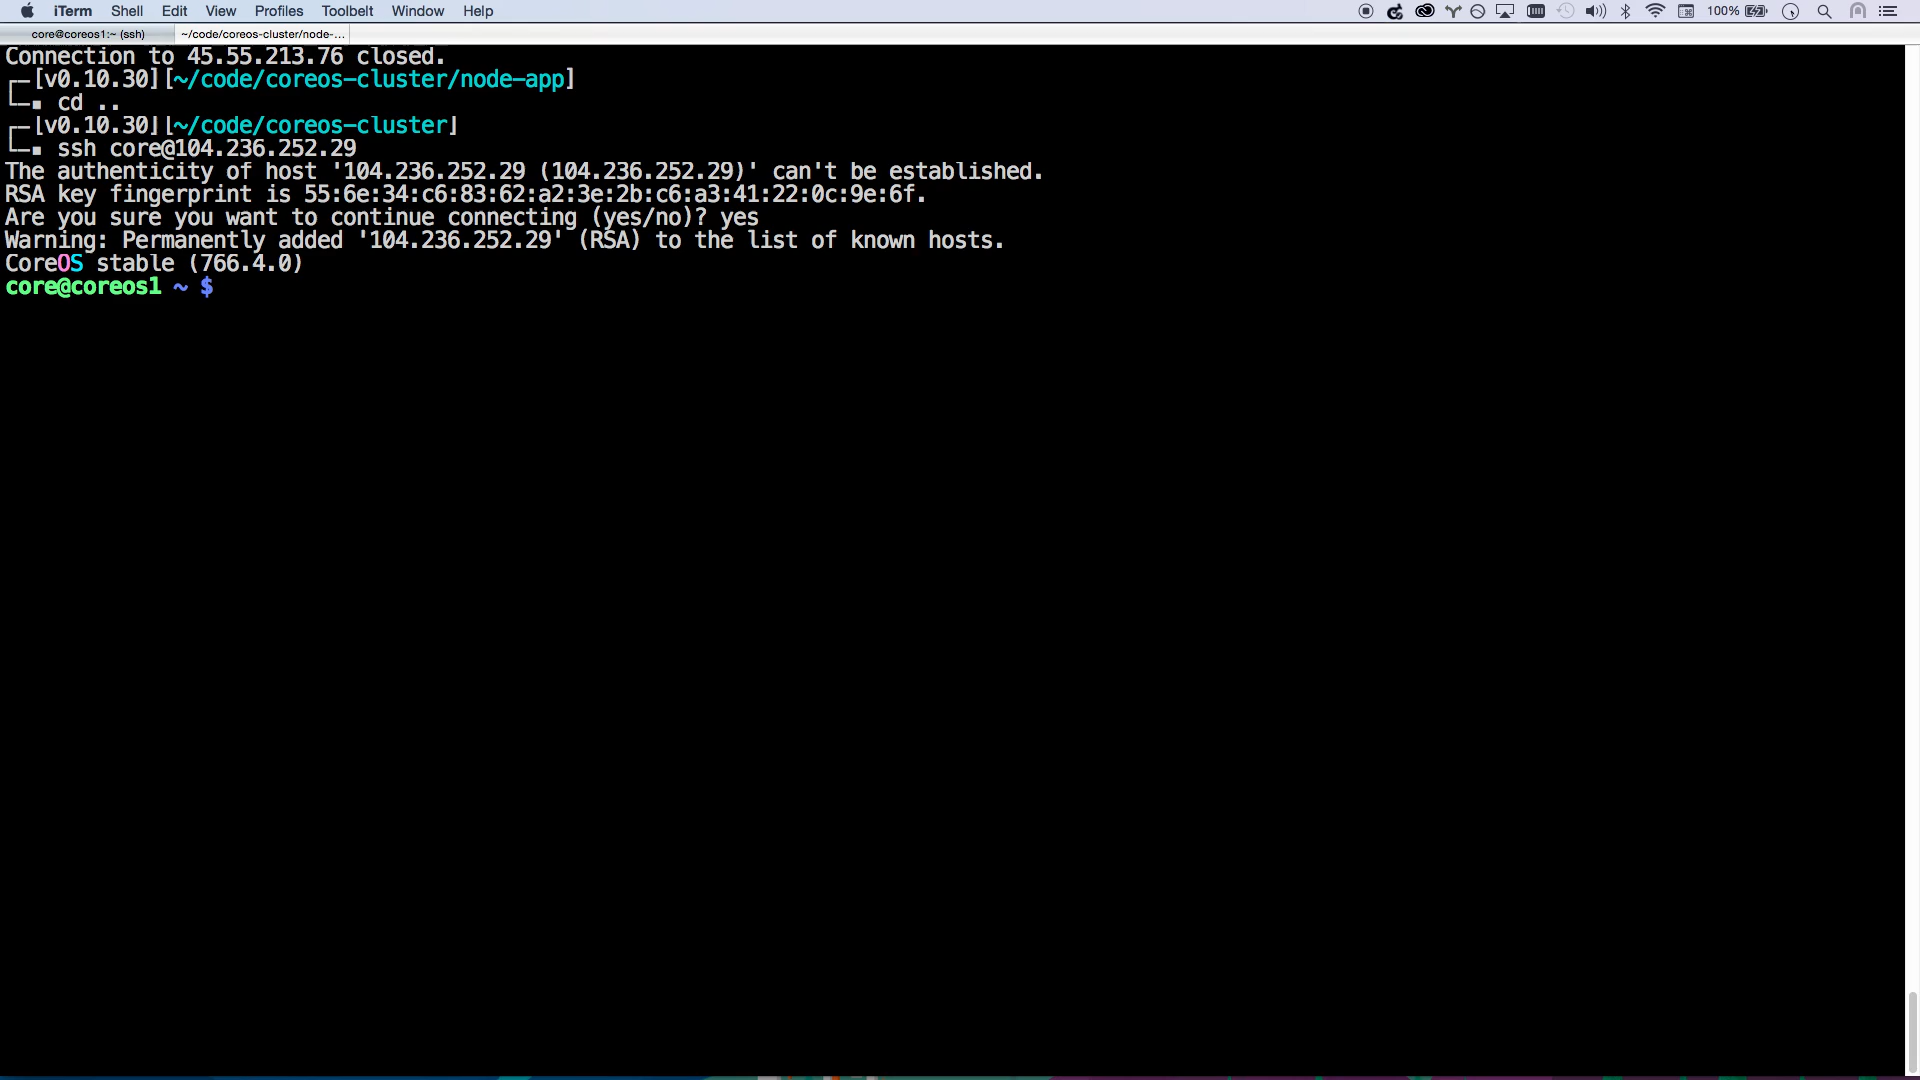 iTerm Shell Edit View Profiles Toolbelt Window Help 100%
core@coreos1:~ (ssh) ~/code/coreos-cluster/node-...
Connection to 45.55.213.76 closed.
[v0.10.30][~/code/coreos-cluster/node-app]
cd ..
[v0.10.30][~/code/coreos-cluster]
ssh core@104.236.252.29
The authenticity of host '104.236.252.29 (104.236.252.29)' can't be established.
RSA key fingerprint is 55:6e:34:c6:83:62:a2:3e:2b:c6:a3:41:22:0c:9e:6f.
Are you sure you want to continue connecting (yes/no)? yes
Warning: Permanently added '104.236.252.29' (RSA) to the list of known hosts.
CoreOS stable (766.4.0)
core@coreos1 ~ $